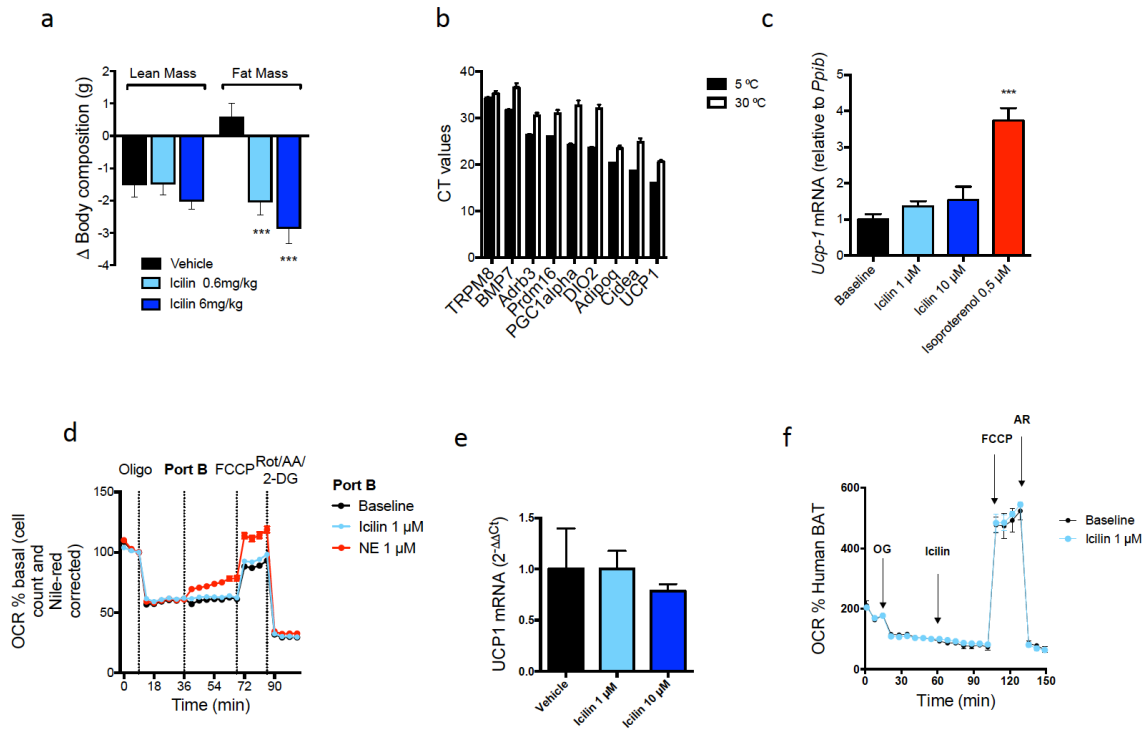 a
Lean Mass Fat Mass
Δ Body composition (g)
2
1
0
-1
-2
-3
-4
***
***
Vehicle
Icilin 0.6mg/kg
Icilin 6mg/kg
b
CT values
40
30
20
10
0
5 ºC
30 ºC
TRPM8
BMP7
Adrb3
Prdm16
PGC1alpha
DIO2
Adipoq
Cidea
UCP1
c
Ucp-1 mRNA (relative to Ppib)
5
4
3
2
1
0
***
Baseline
Icilin 1 µM
Icilin 10 µM
Isoproterenol 0,5 µM
d
Oligo Port B FCCP Rot/AA/
2-DG
OCR % basal (cell
count and
Nile-red
corrected)
150
100
50
0
0 18 36 54 72 90
Time (min)
Port B
Baseline
Icilin 1 µM
NE 1 µM
e
UCP1 mRNA (2-ΔΔCt)
1.5
1.0
0.5
0.0
Vehicle
Icilin 1 µM
Icilin 10 µM
f
OCR % Human BAT
600
400
200
0
OG
Icilin
FCCP
AR
0 30 60 90 120 150
Time (min)
Baseline
Icilin 1 µM